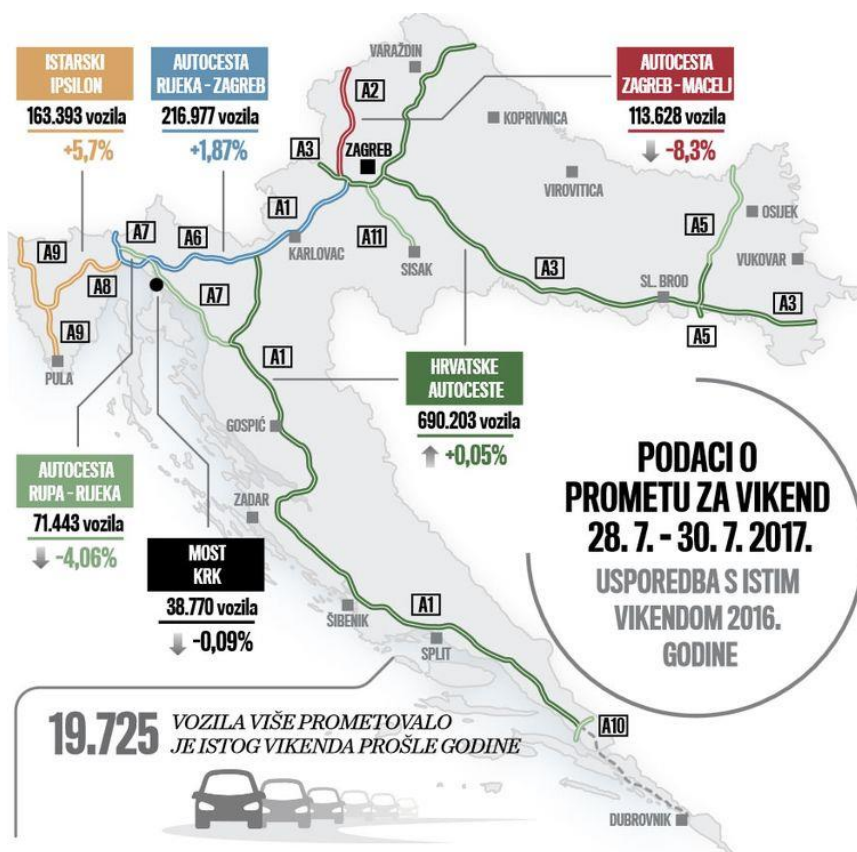 ISTARSKI
IPSILON
163.393 vozila
+5,7%
AUTOCESTA
RIJEKA - ZAGREB
216.977 vozila
+1,87%
AUTOCESTA
ZAGREB - MACELJ
113.628 vozila
-8,3%
VARAŽDIN
A2
KOPRIVNICA
A3
ZAGREB
VIROVITICA
A1
A5
OSIJEK
A7
A6
KARLOVAC
A11
SISAK
A9
A8
A7
A3
SL. BROD
VUKOVAR
A3
A5
A9
PULA
A1
HRVATSKE
AUTOCESTE
690.203 vozila
+0,05%
GOSPIĆ
AUTOCESTA
RUPA - RIJEKA
71.443 vozila
-4,06%
ZADAR
MOST
KRK
38.770 vozila
-0,09%
PODACI O
PROMETU ZA VIKEND
28. 7. - 30. 7. 2017.
USPOREDBA S ISTIM
VIKENDOM 2016.
GODINE
ŠIBENIK
A1
SPLIT
A10
19.725
VOZILA VIŠE PROMETOVALO
JE ISTOG VIKENDA PROŠLE GODINE
DUBROVNIK